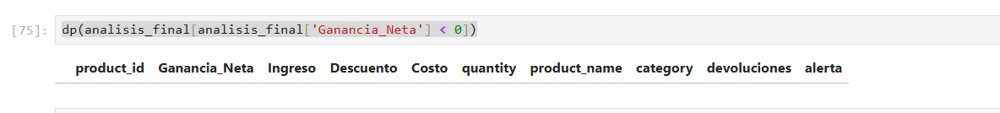 [75]: dp(analisis_final[analisis_final['Ganancia_Neta'] < 0])
product_id Ganancia_Neta Ingreso Descuento Costo quantity product_name category devoluciones alerta